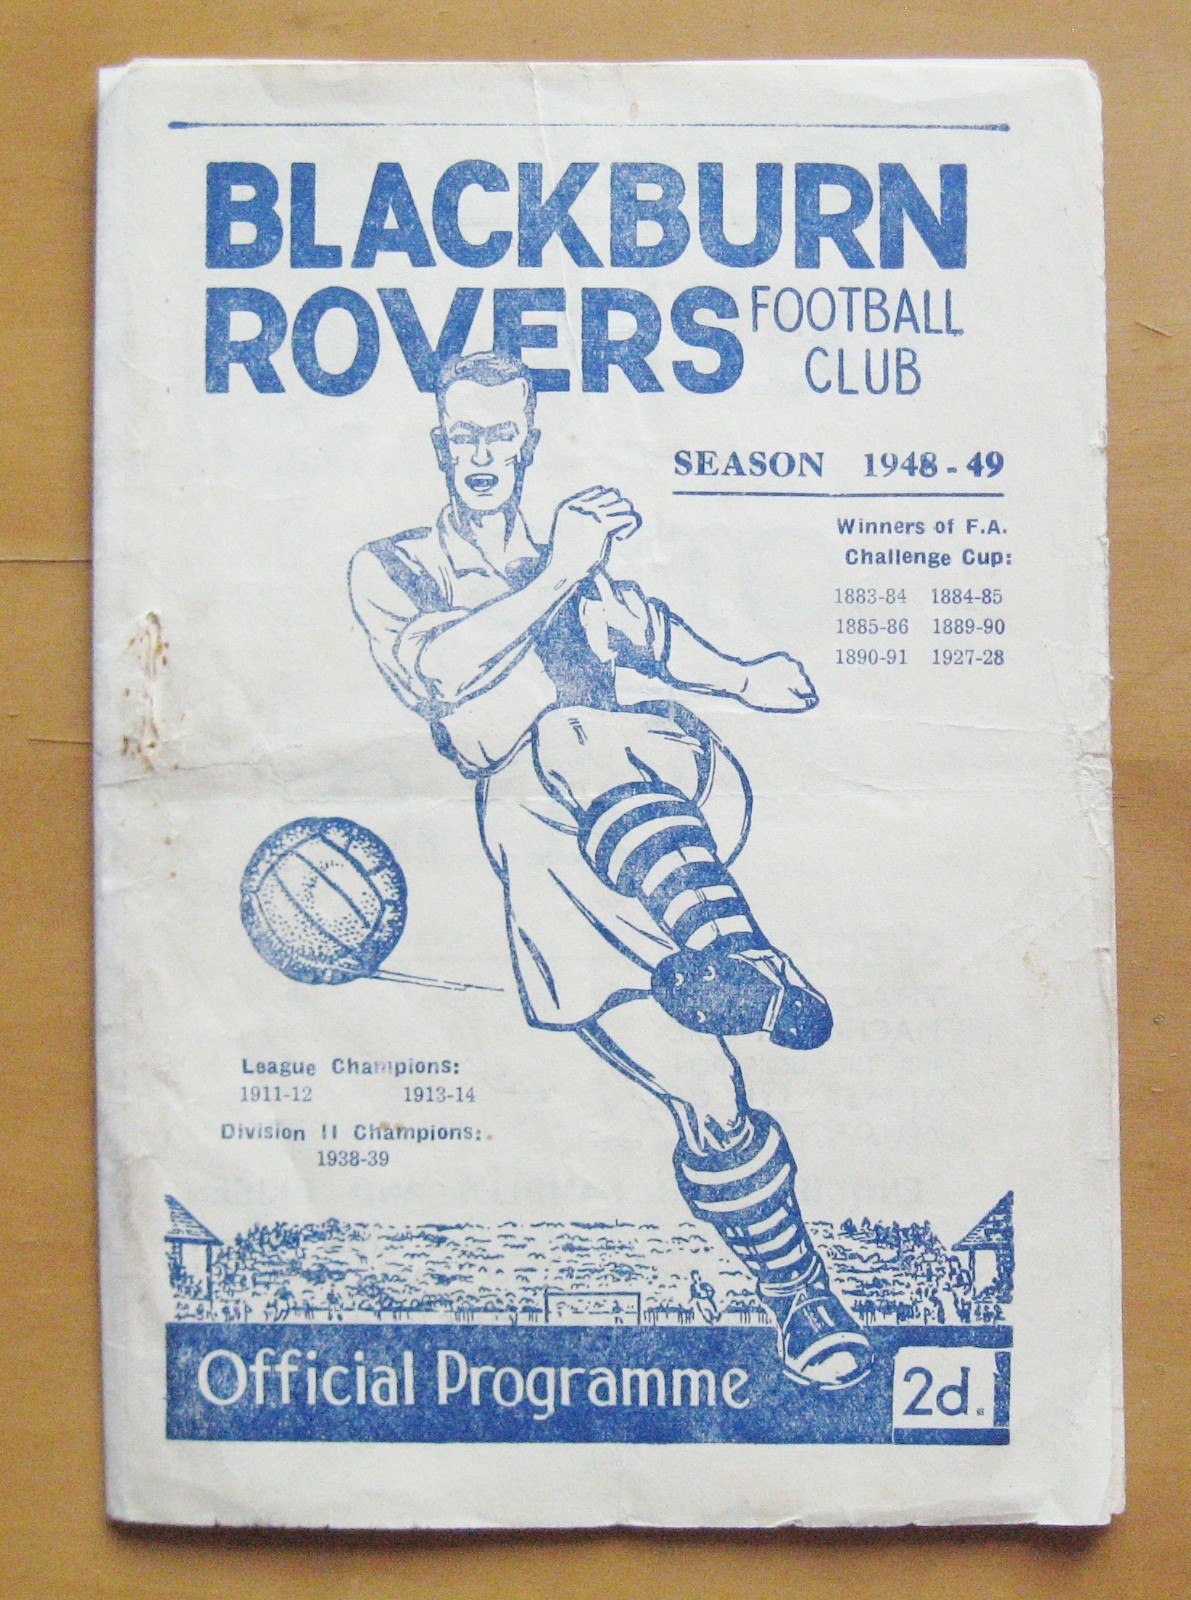 BLACKBURN
ROVERS FOOTBALL
CLUB
SEASON 1948-49
Winners of F.A.
Challenge Cup:
1883-84 1884-85
1885-86 1889-90
1890-91 1927-28
League Champions:
1911-12 1913-14
Division II Champions:
1938-39
Official Programme
2d.